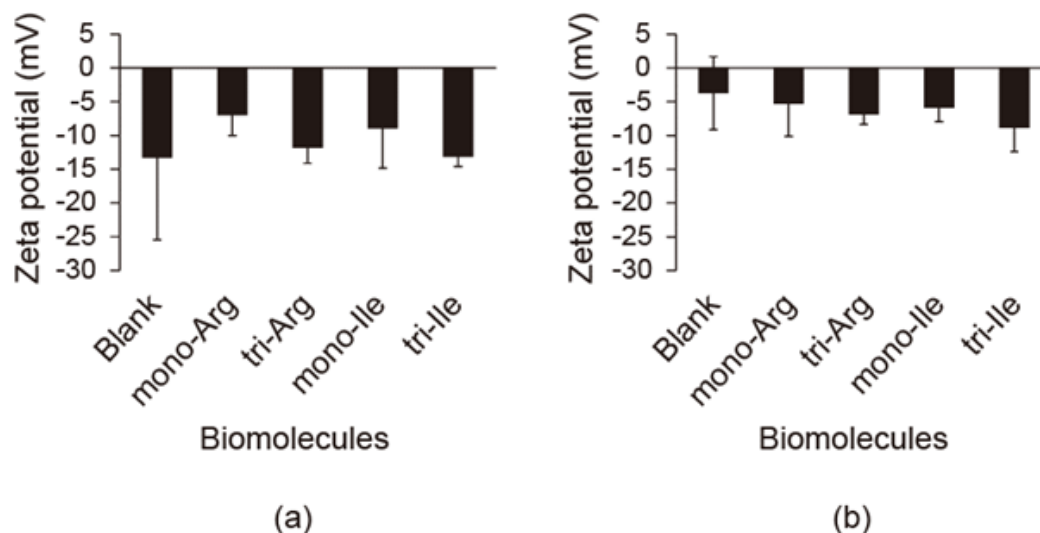 Zeta potential (mV)
5
0
-5
-10
-15
-20
-25
-30
Blank
mono-Arg
tri-Arg
mono-Ile
tri-Ile
Biomolecules
(a)
Zeta potential (mV)
5
0
-5
-10
-15
-20
-25
-30
Blank
mono-Arg
tri-Arg
mono-Ile
tri-Ile
Biomolecules
(b)